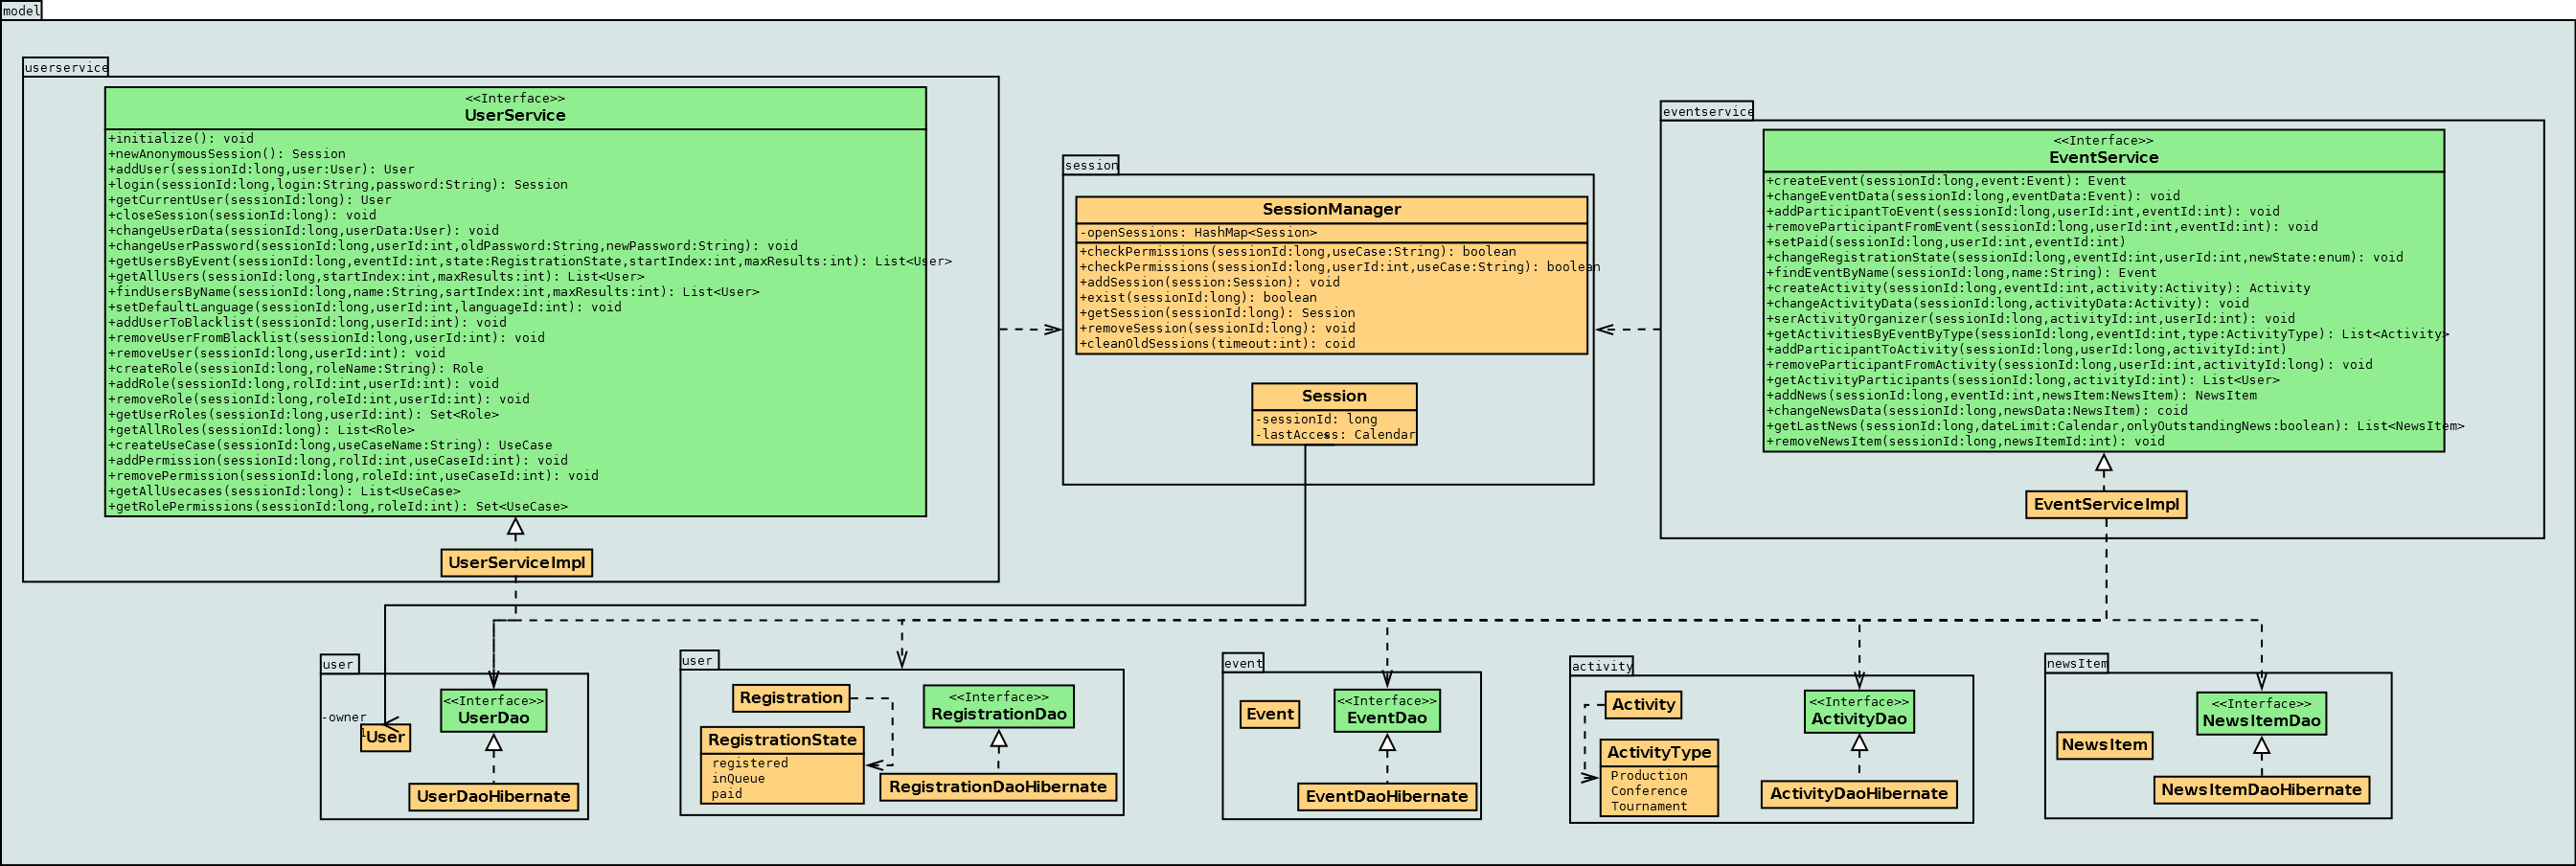 model
userservice
<<Interface>>
UserService
+initialize(): void
+newAnonymousSession(): Session
+addUser(sessionId:long,user:User): User
+login(sessionId:long,login:String,password:String): Session
+getCurrentUser(sessionId:long): User
+closeSession(sessionId:long): void
+changeUserData(sessionId:long,userData:User): void
+changeUserPassword(sessionId:long,userId:int,oldPassword:String,newPassword:String): void
+getUsersByEvent(sessionId:long,eventId:int,state:RegistrationState,startIndex:int,maxResults:int): List<User>
+getAllUsers(sessionId:long,startIndex:int,maxResults:int): List<User>
+findUsersByName(sessionId:long,name:String,sartIndex:int,maxResults:int): List<User>
+setDefaultLanguage(sessionId:long,userId:int,languageId:int): void
+addUserToBlacklist(sessionId:long,userId:int): void
+removeUserFromBlacklist(sessionId:long,userId:int): void
+removeUser(sessionId:long,userId:int): void
+createRole(sessionId:long,roleName:String): Role
+addRole(sessionId:long,rolId:int,userId:int): void
+removeRole(sessionId:long,roleId:int,userId:int): void
+getUserRoles(sessionId:long,userId:int): Set<Role>
+getAllRoles(sessionId:long): List<Role>
+createUseCase(sessionId:long,useCaseName:String): UseCase
+addPermission(sessionId:long,rolId:int,useCaseId:int): void
+removePermission(sessionId:long,roleId:int,useCaseId:int): void
+getAllUsecases(sessionId:long): List<UseCase>
+getRolePermissions(sessionId:long,roleId:int): Set<UseCase>
UserServiceImpl
session
SessionManager
-openSessions: HashMap<Session>
+checkPermissions(sessionId:long,useCase:String): boolean
+checkPermissions(sessionId:long,userId:int,useCase:String): boolean
+addSession(session:Session): void
+exist(sessionId:long): boolean
+getSession(sessionId:long): Session
+removeSession(sessionId:long): void
+cleanOldSessions(timeout:int): coid
Session
-sessionId: long
-lastAccess: Calendar
eventservice
<<Interface>>
EventService
+createEvent(sessionId:long,event:Event): Event
+changeEventData(sessionId:long,eventData:Event): void
+addParticipantToEvent(sessionId:long,userId:int,eventId:int): void
+removeParticipantFromEvent(sessionId:long,userId:int,eventId:int): void
+setPaid(sessionId:long,userId:int,eventId:int)
+changeRegistrationState(sessionId:long,eventId:int,userId:int,newState:enum): void
+findEventByName(sessionId:long,name:String): Event
+createActivity(sessionId:long,eventId:int,activity:Activity): Activity
+changeActivityData(sessionId:long,activityData:Activity): void
+serActivityOrganizer(sessionId:long,activityId:int,userId:int): void
+getActivitiesByEventByType(sessionId:long,eventId:int,type:ActivityType): List<Activity>
+addParticipantToActivity(sessionId:long,userId:long,activityId:int)
+removeParticipantFromActivity(sessionId:long,userId:int,activityId:long): void
+getActivityParticipants(sessionId:long,activityId:int): List<User>
+addNews(sessionId:long,eventId:int,newsItem:NewsItem): NewsItem
+changeNewsData(sessionId:long,newsData:NewsItem): coid
+getLastNews(sessionId:long,dateLimit:Calendar,onlyOutstandingNews:boolean): List<NewsItem>
+removeNewsItem(sessionId:long,newsItemId:int): void
EventServiceImpl
user
<<Interface>>
UserDao
-owner
1
User
UserDaoHibernate
user
Registration
<<Interface>>
RegistrationDao
RegistrationState
registered
inQueue
paid
RegistrationDaoHibernate
event
Event
<<Interface>>
EventDao
EventDaoHibernate
activity
Activity
<<Interface>>
ActivityDao
ActivityType
Production
Conference
Tournament
ActivityDaoHibernate
newsItem
<<Interface>>
NewsItemDao
NewsItem
NewsItemDaoHibernate